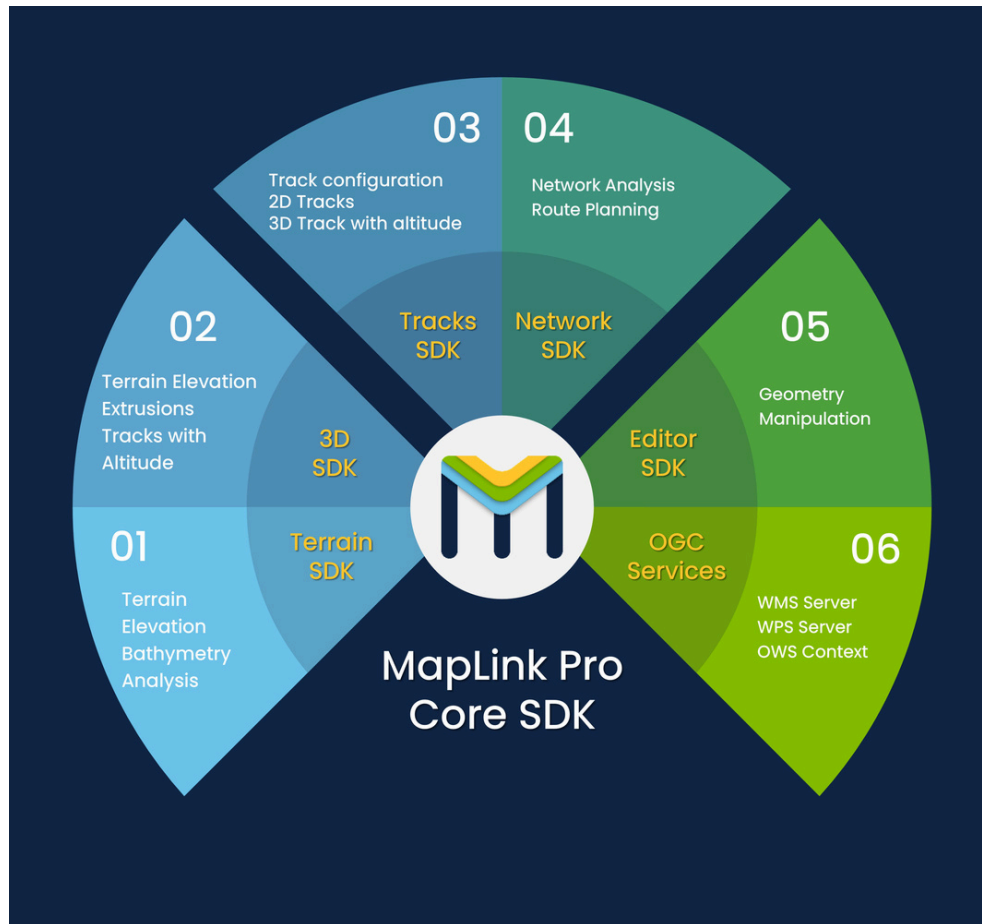 03
Track configuration
2D Tracks
3D Track with altitude
Tracks
SDK
04
Network Analysis
Route Planning
Network
SDK
02
Terrain Elevation
Extrusions
Tracks with
Altitude
3D
SDK
05
Geometry
Manipulation
Editor
SDK
01
Terrain
Elevation
Bathymetry
Analysis
Terrain
SDK
OGC
Services
06
WMS Server
WPS Server
OWS Context
MapLink Pro
Core SDK